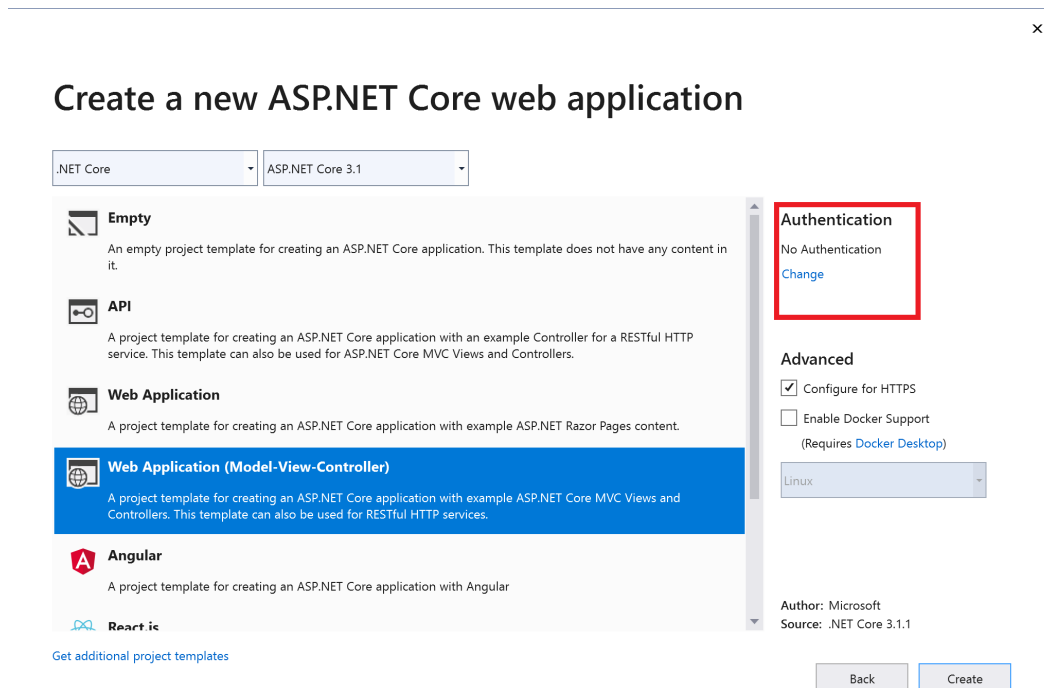 Create a new ASP.NET Core web application
.NET Core
ASP.NET Core 3.1
Empty
An empty project template for creating an ASP.NET Core application. This template does not have any content in
it.
API
A project template for creating an ASP.NET Core application with an example Controller for a RESTful HTTP
service. This template can also be used for ASP.NET Core MVC Views and Controllers.
Web Application
A project template for creating an ASP.NET Core application with example ASP.NET Razor Pages content.
Web Application (Model-View-Controller)
A project template for creating an ASP.NET Core application with example ASP.NET Core MVC Views and
Controllers. This template can also be used for RESTful HTTP services.
Angular
A project template for creating an ASP.NET Core application with Angular
React.js
Get additional project templates
Authentication
No Authentication
Change
Advanced
Configure for HTTPS
Enable Docker Support
(Requires Docker Desktop)
Linux
Author: Microsoft
Source: .NET Core 3.1.1
Back
Create